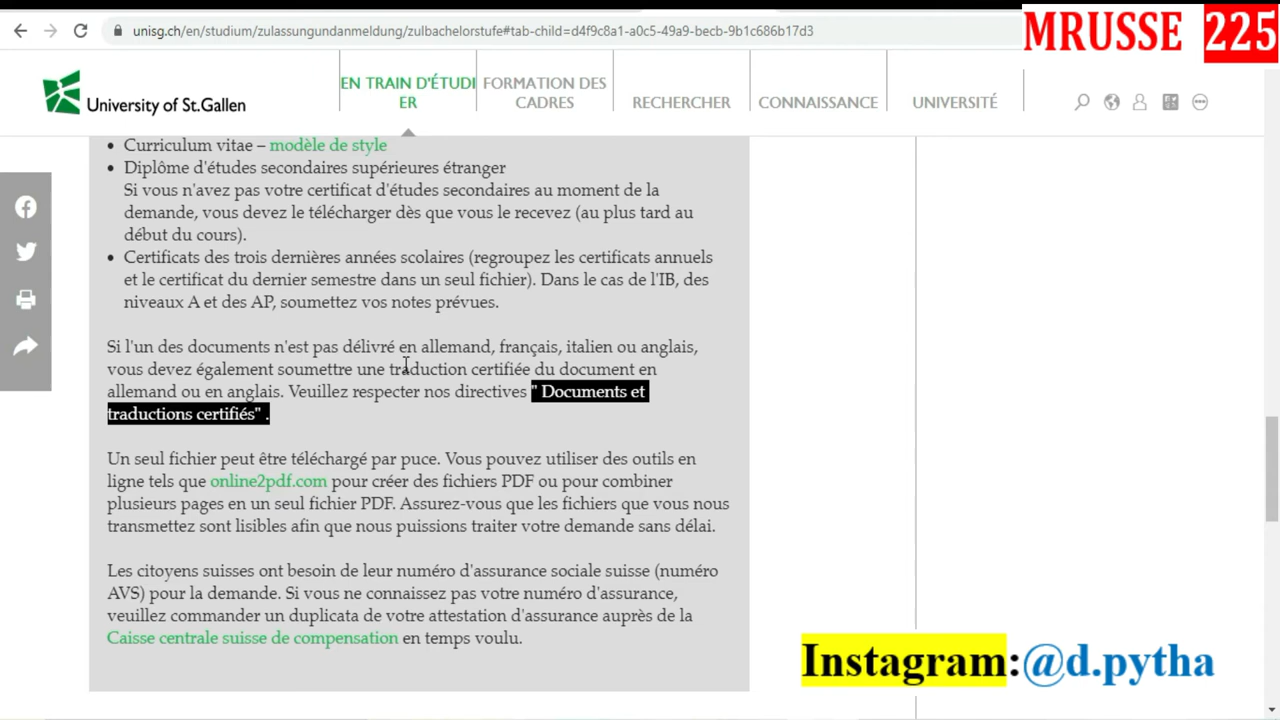 unisg.ch/en/studium/zulassungundanmeldung/zulbachelorstufe#tab-child=d4f9c8a1-a0c5-49a9-becb-9b1c686b17d3
MRUSSE 225
University of St.Gallen
EN TRAIN D'ÉTUDI
ER
FORMATION DES
CADRES
RECHERCHER
CONNAISSANCE
UNIVERSITÉ
• Curriculum vitae – modèle de style
• Diplôme d'études secondaires supérieures étranger
Si vous n'avez pas votre certificat d'études secondaires au moment de la
demande, vous devez le télécharger dès que vous le recevez (au plus tard au
début du cours).
• Certificats des trois dernières années scolaires (regroupez les certificats annuels
et le certificat du dernier semestre dans un seul fichier). Dans le cas de l'IB, des
niveaux A et des AP, soumettez vos notes prévues.
Si l'un des documents n'est pas délivré en allemand, français, italien ou anglais,
vous devez également soumettre une traduction certifiée du document en
allemand ou en anglais. Veuillez respecter nos directives " Documents et
traductions certifiés" .
Un seul fichier peut être téléchargé par puce. Vous pouvez utiliser des outils en
ligne tels que online2pdf.com pour créer des fichiers PDF ou pour combiner
plusieurs pages en un seul fichier PDF. Assurez-vous que les fichiers que vous nous
transmettez sont lisibles afin que nous puissions traiter votre demande sans délai.
Les citoyens suisses ont besoin de leur numéro d'assurance sociale suisse (numéro
AVS) pour la demande. Si vous ne connaissez pas votre numéro d'assurance,
veuillez commander un duplicata de votre attestation d'assurance auprès de la
Caisse centrale suisse de compensation en temps voulu.
Instagram:@d.pytha